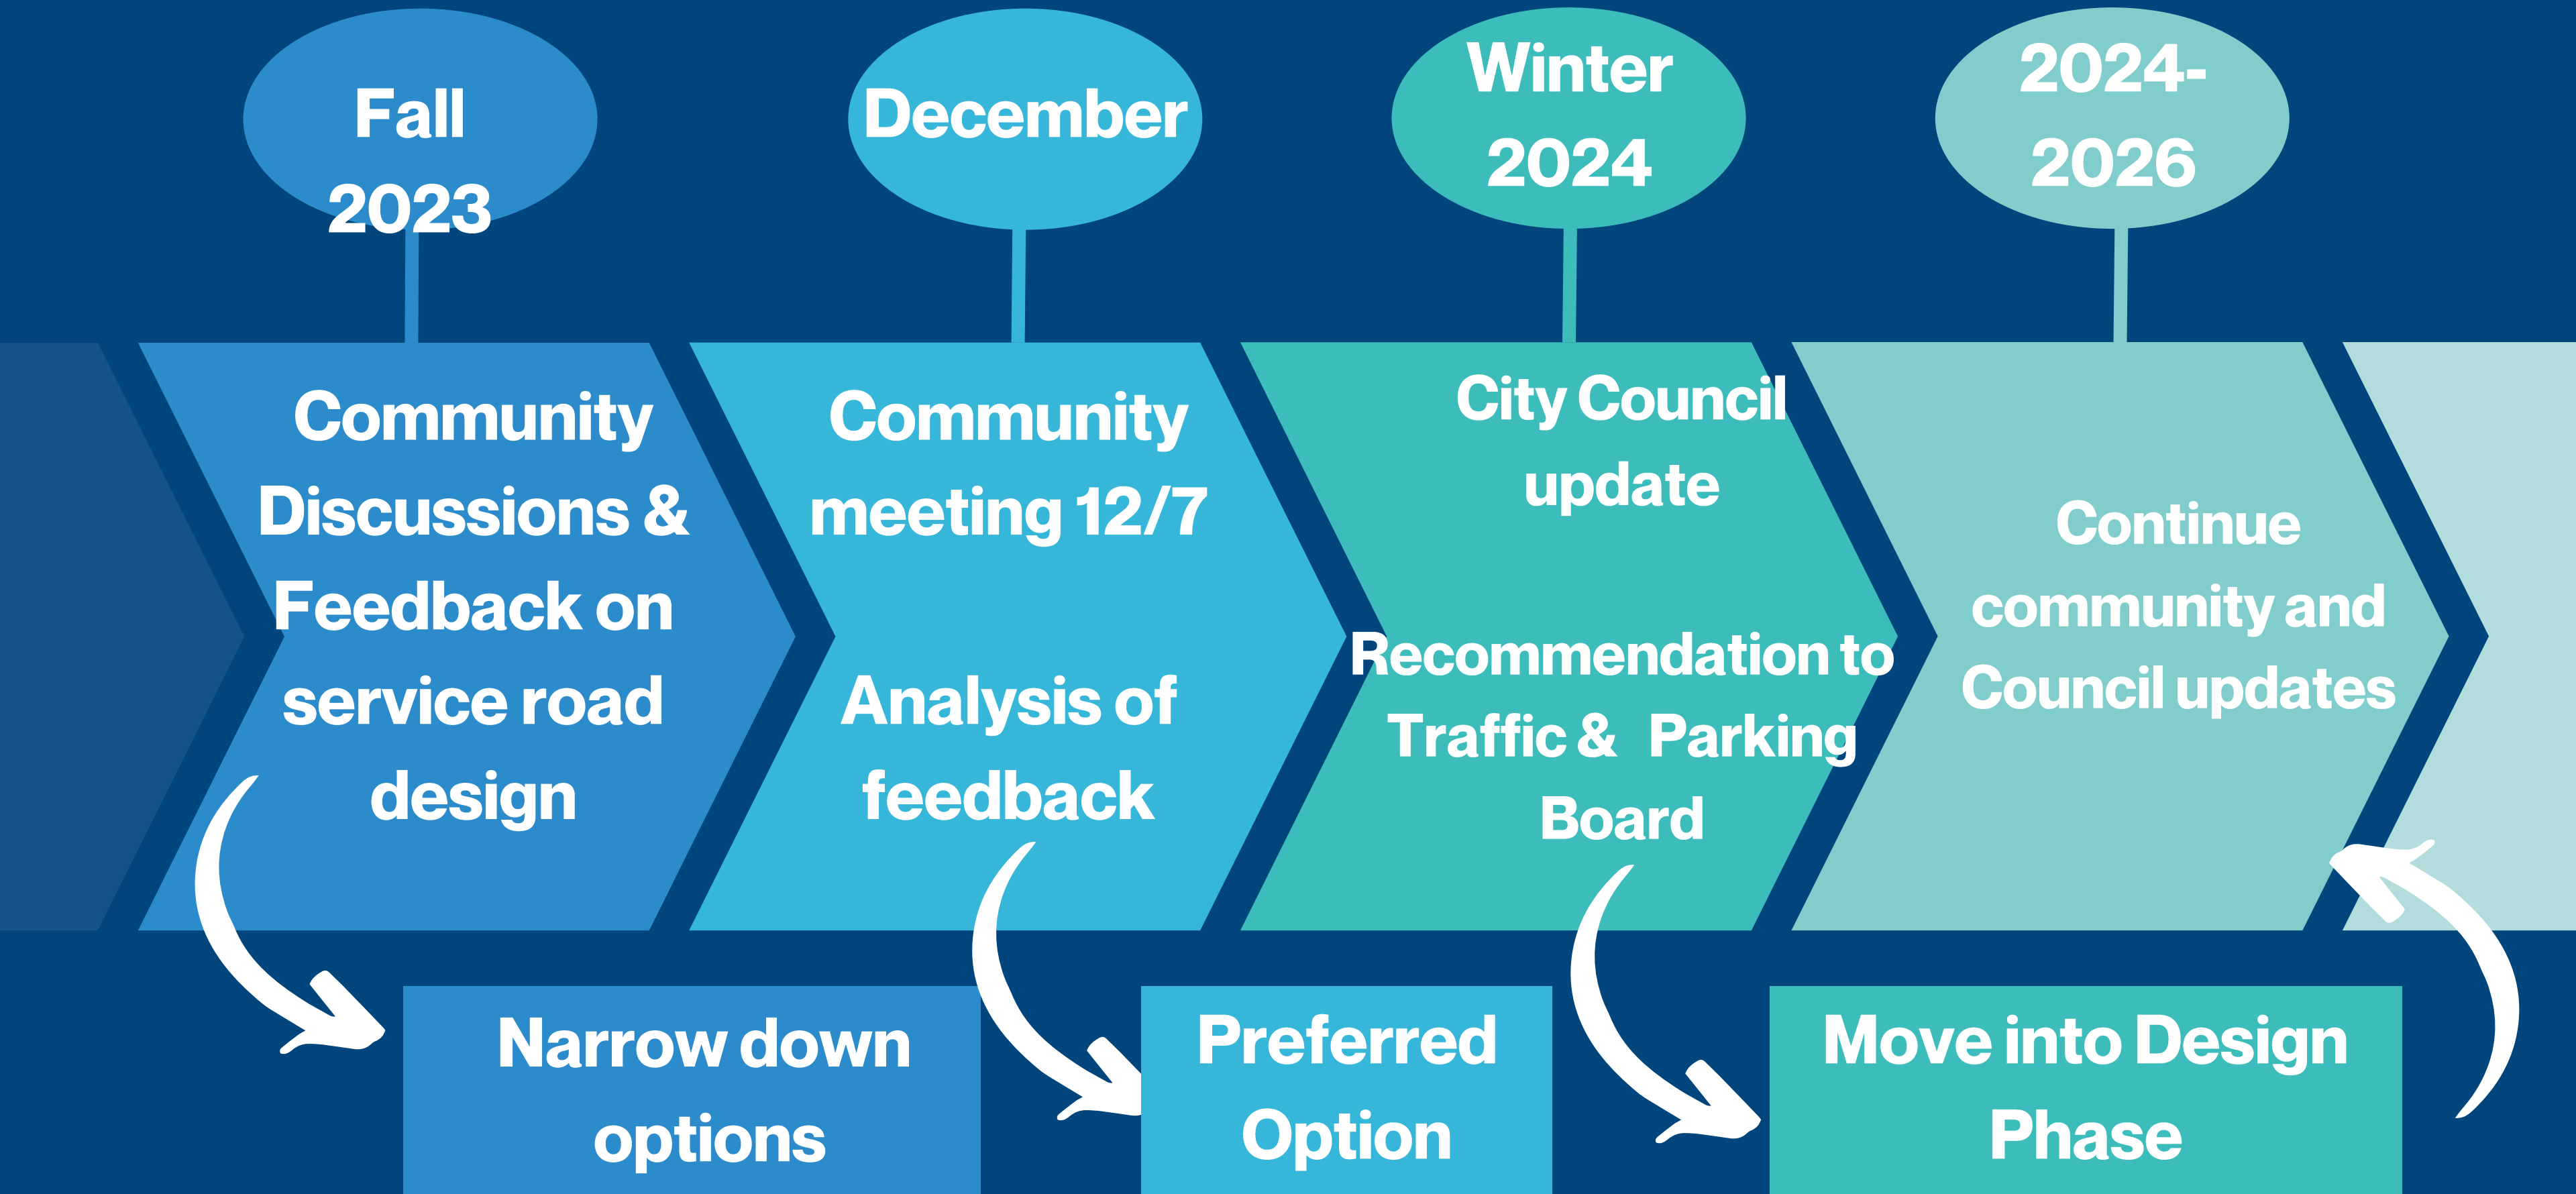 Fall
2023
December
Winter
2024
2024-
2026
Community
Discussions &
Feedback on
service road
design
Community
meeting 12/7
Analysis of
feedback
City Council
update
Recommendation to
Traffic & Parking
Board
Continue
community and
Council updates
Narrow down
options
Preferred
Option
Move into Design
Phase